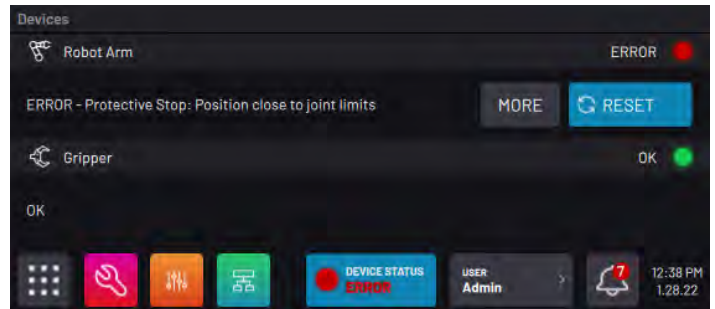 Devices
Robot Arm ERROR
ERROR - Protective Stop: Position close to joint limits MORE RESET
Gripper OK
OK
DEVICE STATUS
ERROR
USER
Admin
7
12:38 PM
1.28.22